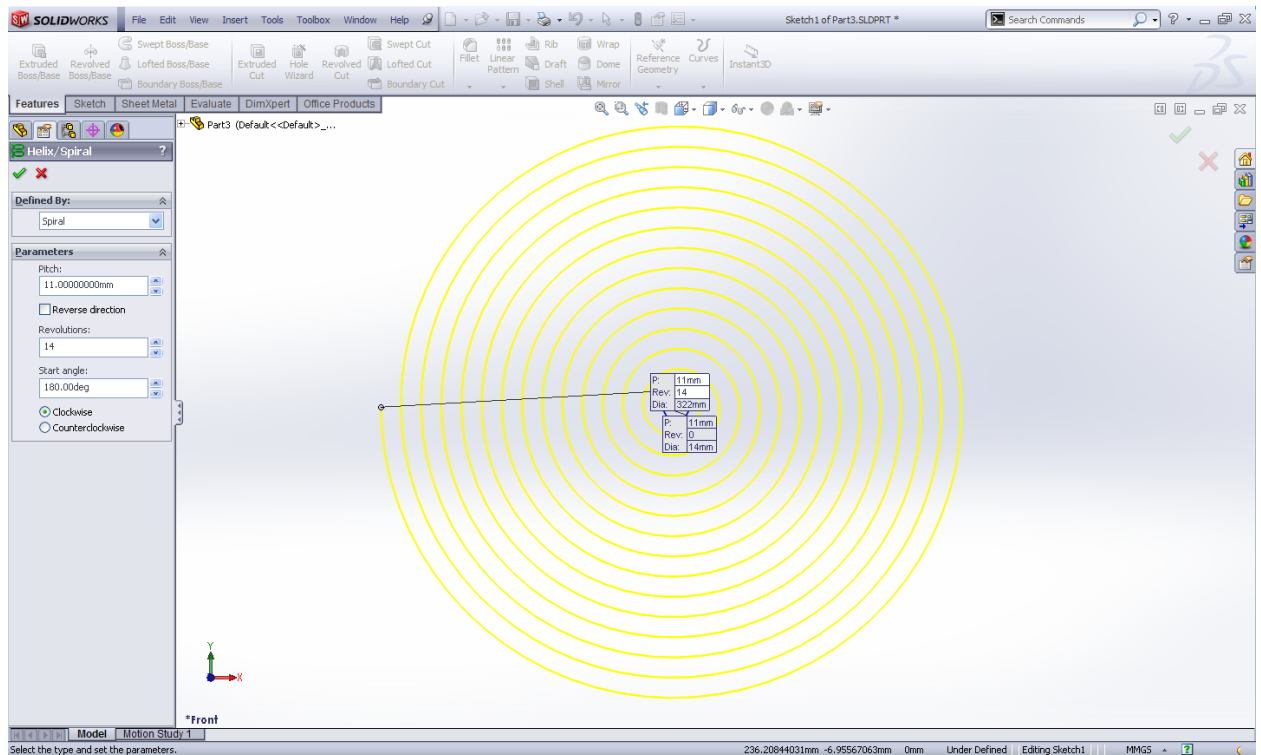 SOLIDWORKS File Edit View Insert Tools Toolbox Window Help Sketch1 of Part3.SLDPRT * Search Commands
Extruded Boss/Base
Revolved Boss/Base
Swept Boss/Base
Lofted Boss/Base
Boundary Boss/Base
Extruded Cut
Hole Wizard
Revolved Cut
Swept Cut
Lofted Cut
Boundary Cut
Fillet
Linear Pattern
Rib
Draft
Shell
Wrap
Dome
Mirror
Reference Geometry
Curves
Instant3D
Features Sketch Sheet Metal Evaluate DimXpert Office Products
Part3 (Default<<Default>_...
Helix/Spiral ?
Defined By:
Spiral
Parameters
Pitch:
11.00000000mm
Reverse direction
Revolutions:
14
Start angle:
180.00deg
Clockwise
Counterclockwise
P: 11mm
Rev: 14
Dia: 322mm
P: 11mm
Rev: 0
Dia: 14mm
Y
X
*Front
Model Motion Study 1
Select the type and set the parameters. 236.20844031mm -6.95567063mm 0mm Under Defined Editing Sketch1 MMGS